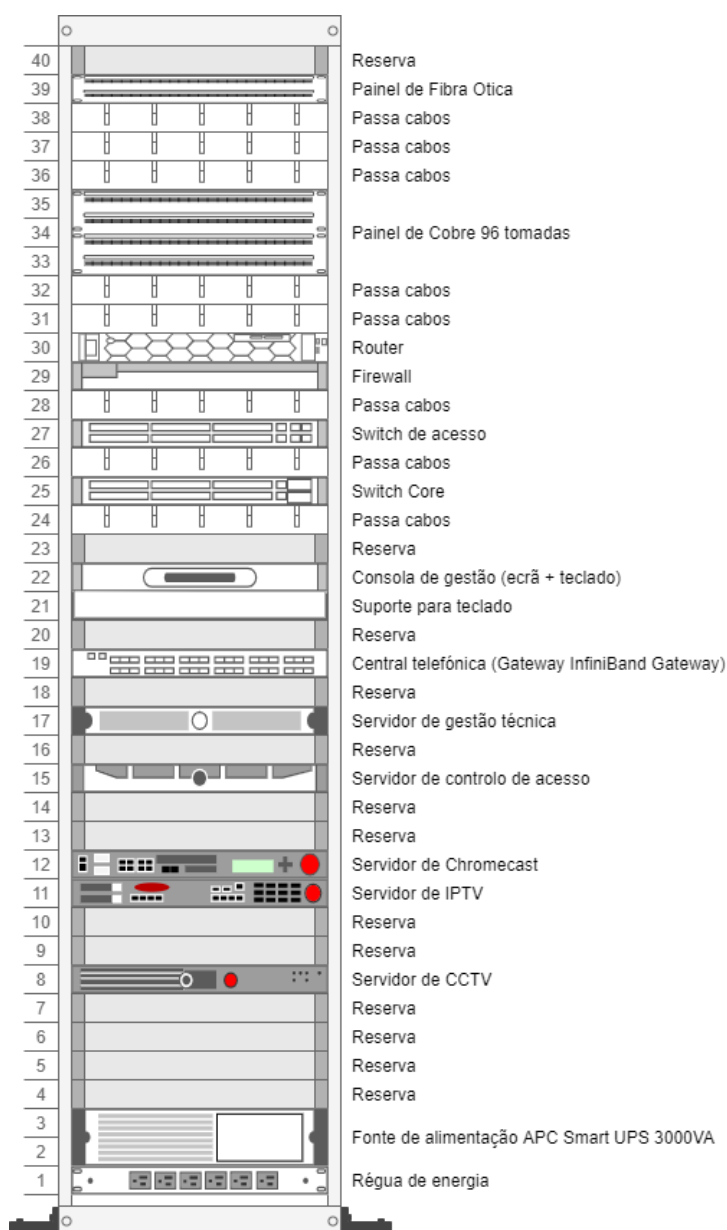 40 Reserva
39 Painel de Fibra Otica
38 Passa cabos
37 Passa cabos
36 Passa cabos
35
34 Painel de Cobre 96 tomadas
33
32 Passa cabos
31 Passa cabos
30 Router
29 Firewall
28 Passa cabos
27 Switch de acesso
26 Passa cabos
25 Switch Core
24 Passa cabos
23 Reserva
22 Consola de gestão (ecrã + teclado)
21 Suporte para teclado
20 Reserva
19 Central telefónica (Gateway InfiniBand Gateway)
18 Reserva
17 Servidor de gestão técnica
16 Reserva
15 Servidor de controlo de acesso
14 Reserva
13 Reserva
12 Servidor de Chromecast
11 Servidor de IPTV
10 Reserva
9 Reserva
8 Servidor de CCTV
7 Reserva
6 Reserva
5 Reserva
4 Reserva
3
Fonte de alimentação APC Smart UPS 3000VA
2
1 Régua de energia